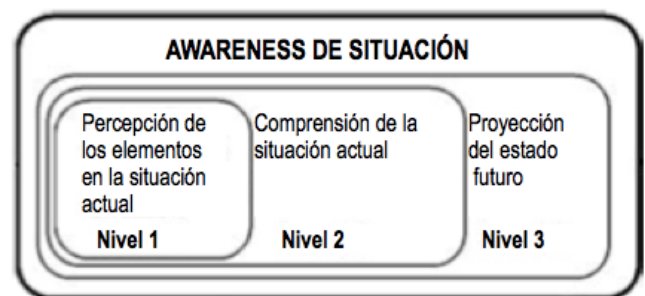 AWARENESS DE SITUACIÓN
Percepción de
los elementos
en la situación
actual
Nivel 1
Comprensión de la
situación actual
Nivel 2
Proyección
del estado
futuro
Nivel 3